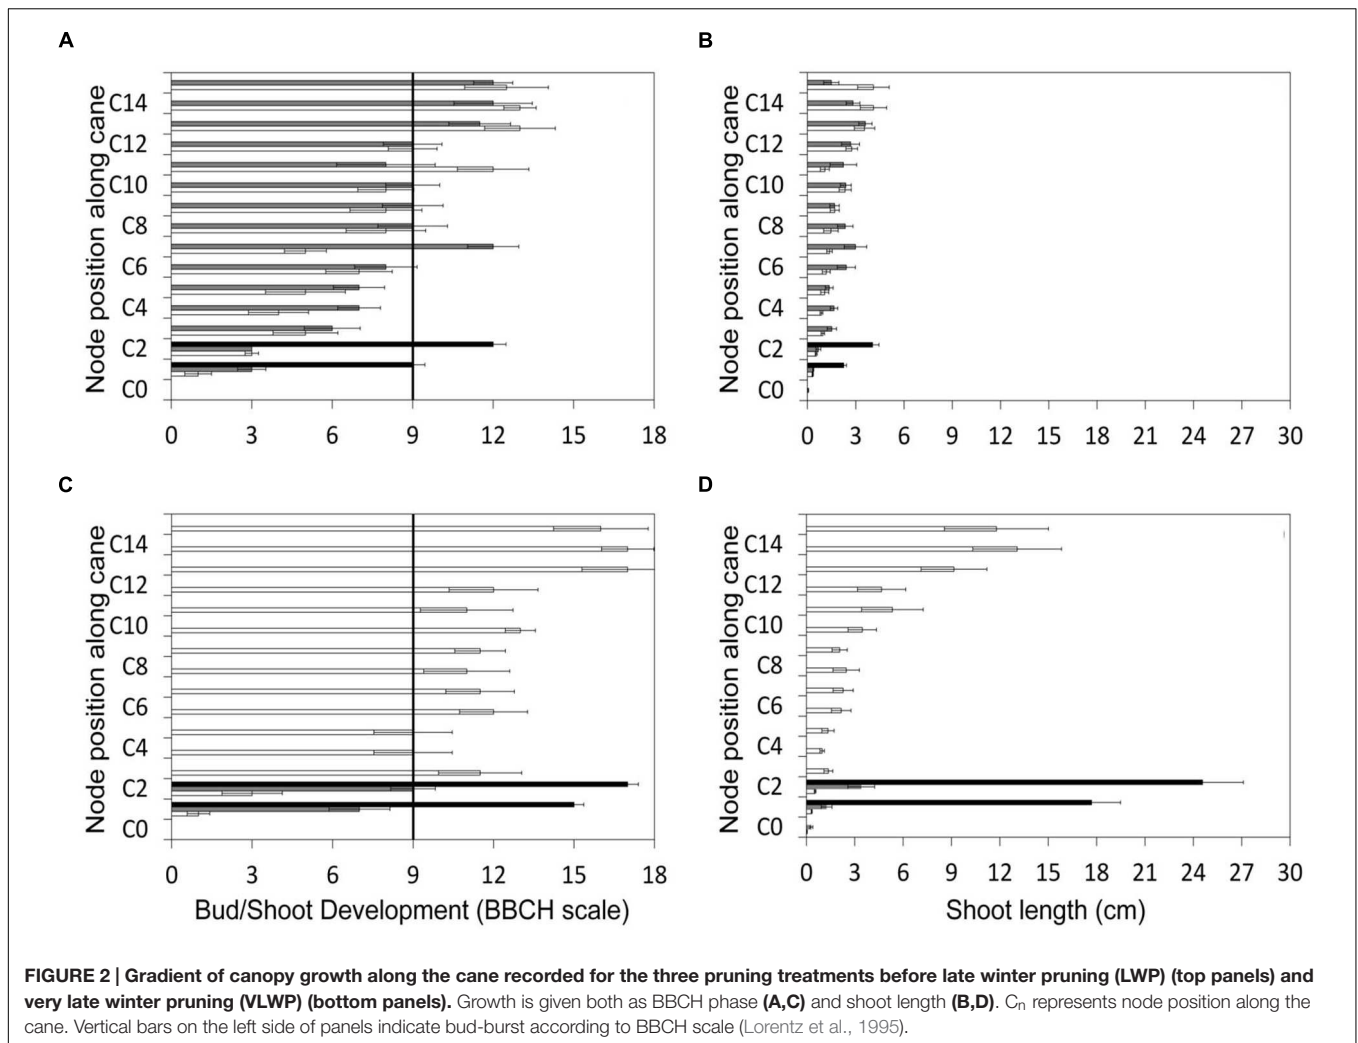 A
B
Node position along cane
C14
C12
C10
C8
C6
C4
C2
C0
0 3 6 9 12 15 18
Node position along cane
C14
C12
C10
C8
C6
C4
C2
C0
0 3 6 9 12 15 18 21 24 27 30
C
D
Node position along cane
C14
C12
C10
C8
C6
C4
C2
C0
0 3 6 9 12 15 18
Bud/Shoot Development (BBCH scale)
Node position along cane
C14
C12
C10
C8
C6
C4
C2
C0
0 3 6 9 12 15 18 21 24 27 30
Shoot length (cm)
FIGURE 2 | Gradient of canopy growth along the cane recorded for the three pruning treatments before late winter pruning (LWP) (top panels) and
very late winter pruning (VLWP) (bottom panels). Growth is given both as BBCH phase (A,C) and shoot length (B,D). Cn represents node position along the
cane. Vertical bars on the left side of panels indicate bud-burst according to BBCH scale (Lorentz et al., 1995).